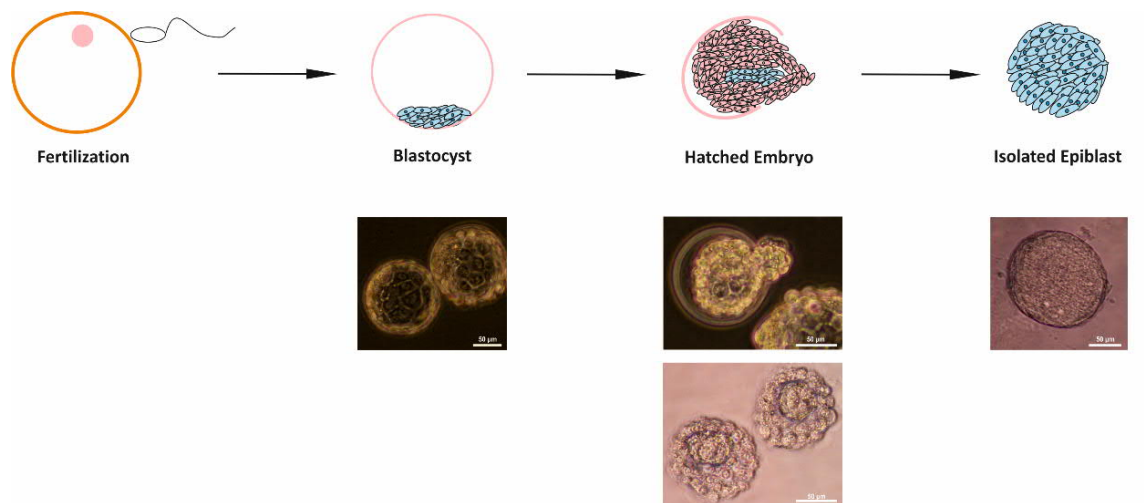 Fertilization
Blastocyst
Hatched Embryo
Isolated Epiblast
50 µm
50 µm
50 µm
50 µm